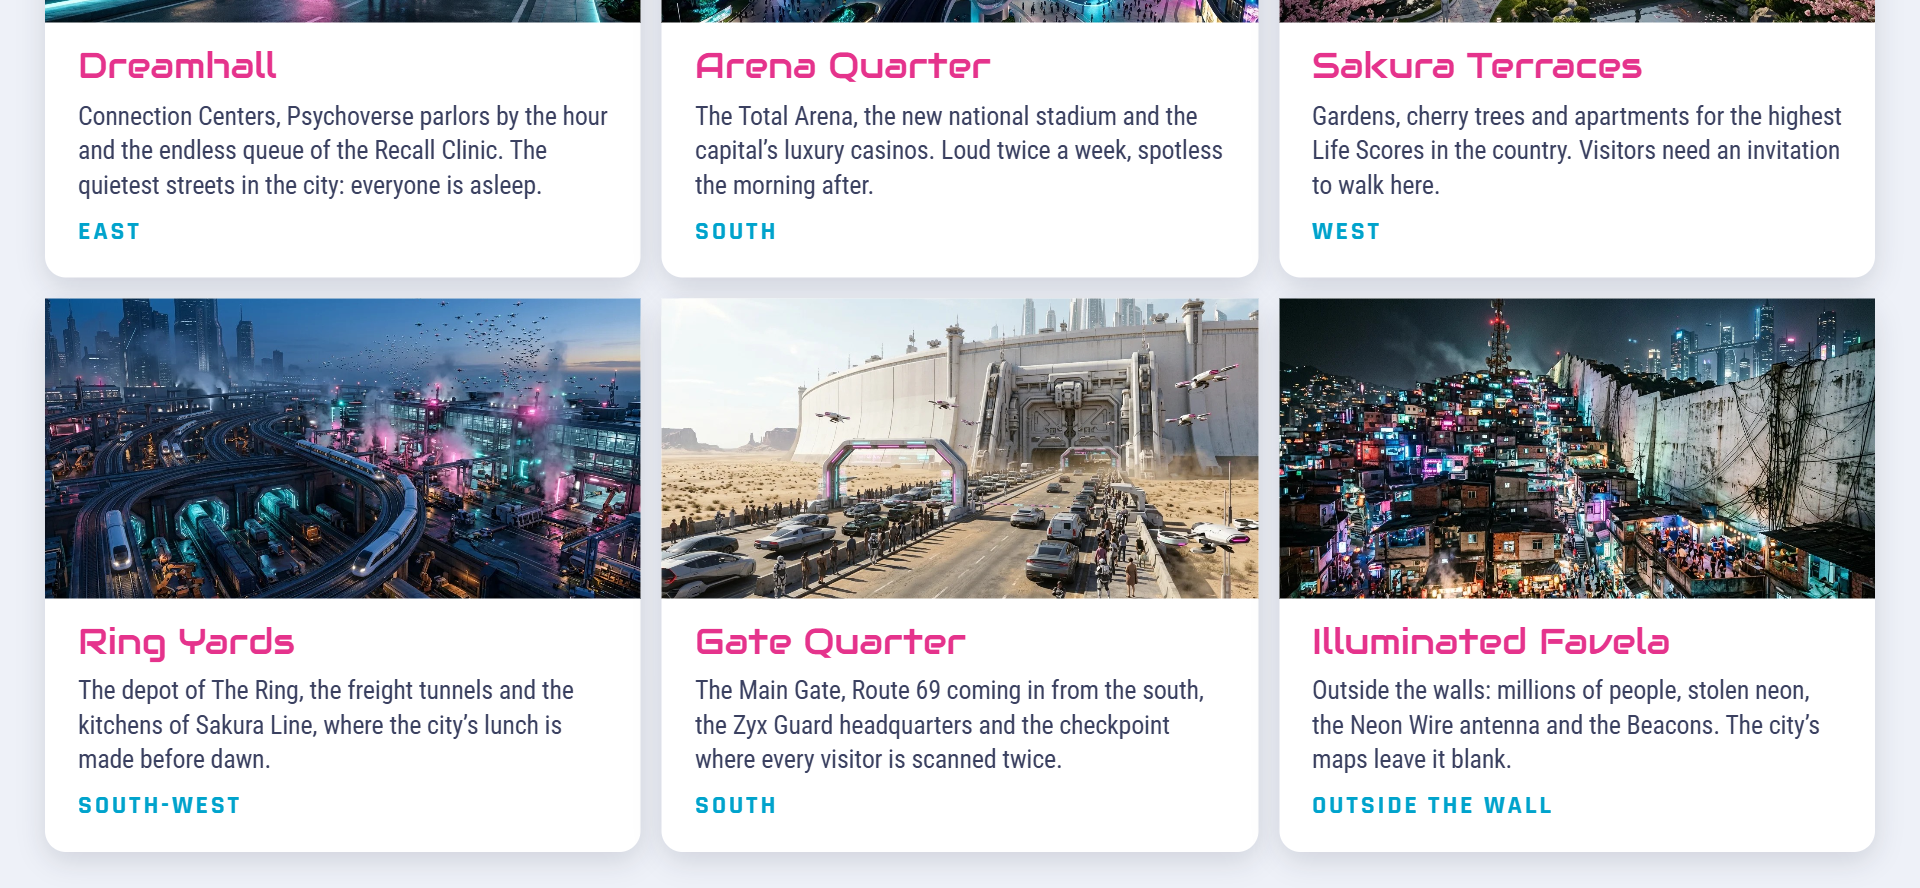 Dreamhall
Connection Centers, Psychoverse parlors by the hour
and the endless queue of the Recall Clinic. The
quietest streets in the city: everyone is asleep.
EAST
Arena Quarter
The Total Arena, the new national stadium and the
capital’s luxury casinos. Loud twice a week, spotless
the morning after.
SOUTH
Sakura Terraces
Gardens, cherry trees and apartments for the highest
Life Scores in the country. Visitors need an invitation
to walk here.
WEST
Ring Yards
The depot of The Ring, the freight tunnels and the
kitchens of Sakura Line, where the city’s lunch is
made before dawn.
SOUTH-WEST
Gate Quarter
The Main Gate, Route 69 coming in from the south,
the Zyx Guard headquarters and the checkpoint
where every visitor is scanned twice.
SOUTH
Illuminated Favela
Outside the walls: millions of people, stolen neon,
the Neon Wire antenna and the Beacons. The city’s
maps leave it blank.
OUTSIDE THE WALL